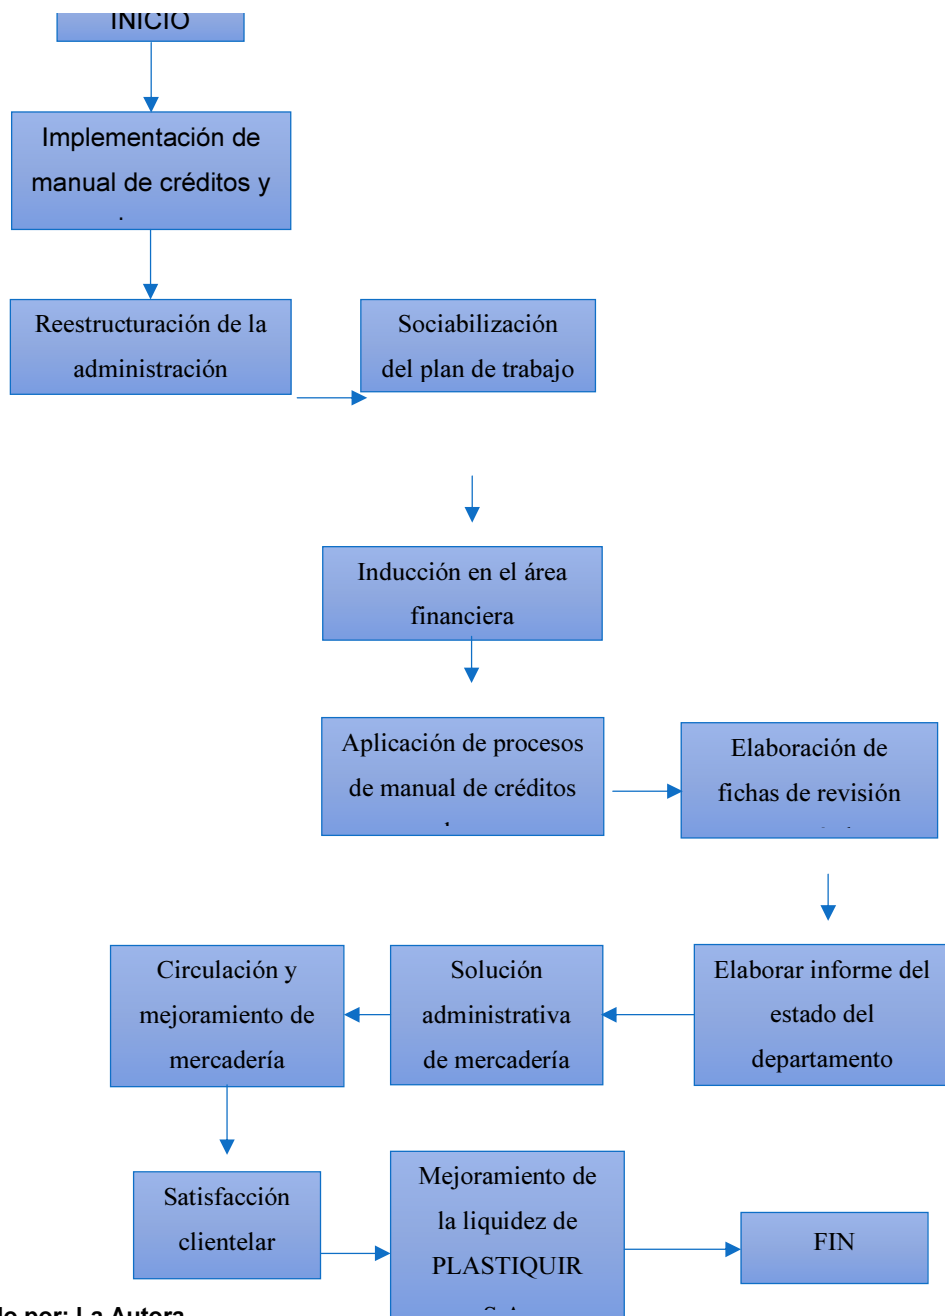 INICIO
Implementación de
manual de créditos y
Reestructuración de la
administración
Sociabilización
del plan de trabajo
Inducción en el área
financiera
Aplicación de procesos
de manual de créditos
Elaboración de
fichas de revisión
Elaborar informe del
estado del
departamento
Solución
administrativa
de mercadería
Circulación y
mejoramiento de
mercadería
Satisfacción
clientelar
Mejoramiento de
la liquidez de
PLASTIQUIR
S.A.
FIN
por: La Autora